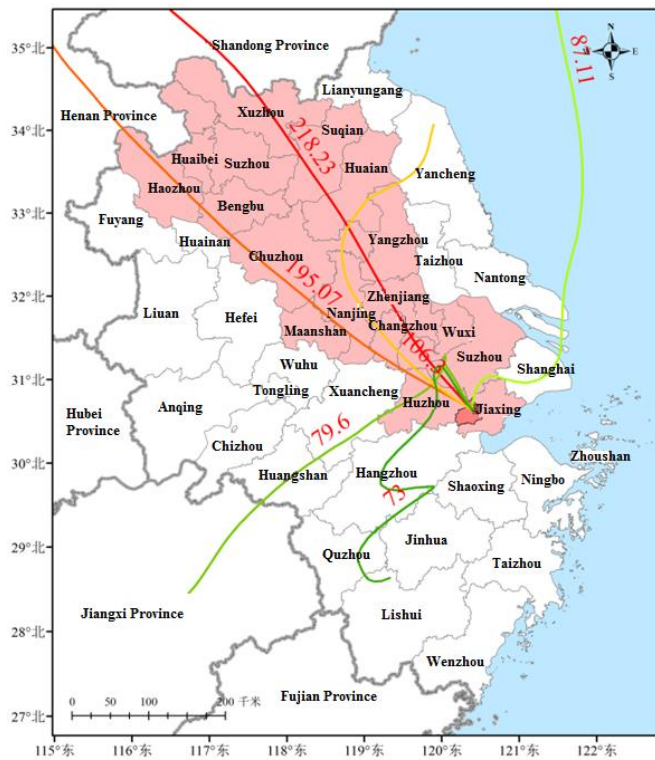 N
W E
S
35°北
34°北
33°北
32°北
31°北
30°北
29°北
28°北
27°北
Shandong Province
87.11
Lianyungang
Henan Province
Xuzhou
Suqian
218.23
Huaibei
Suzhou
Huaian
Yancheng
Haozhou
Bengbu
Fuyang
Huainan
Yangzhou
Taizhou
Chuzhou
Nantong
195.07
Zhenjiang
Liuan
Hefei
Nanjing
Maanshan
Changzhou
Wuxi
106.2
Suzhou
Shanghai
Wuhu
Hubei
Province
Anqing
Tongling
Xuancheng
Huzhou
Jiaxing
79.6
Chizhou
Huangshan
Hangzhou
Zhoushan
73
Shaoxing
Ningbo
Quzhou
Jinhua
Taizhou
Jiangxi Province
Lishui
Wenzhou
Fujian Province
0 50 100 200 千米
115°东 116°东 117°东 118°东 119°东 120°东 121°东 122°东